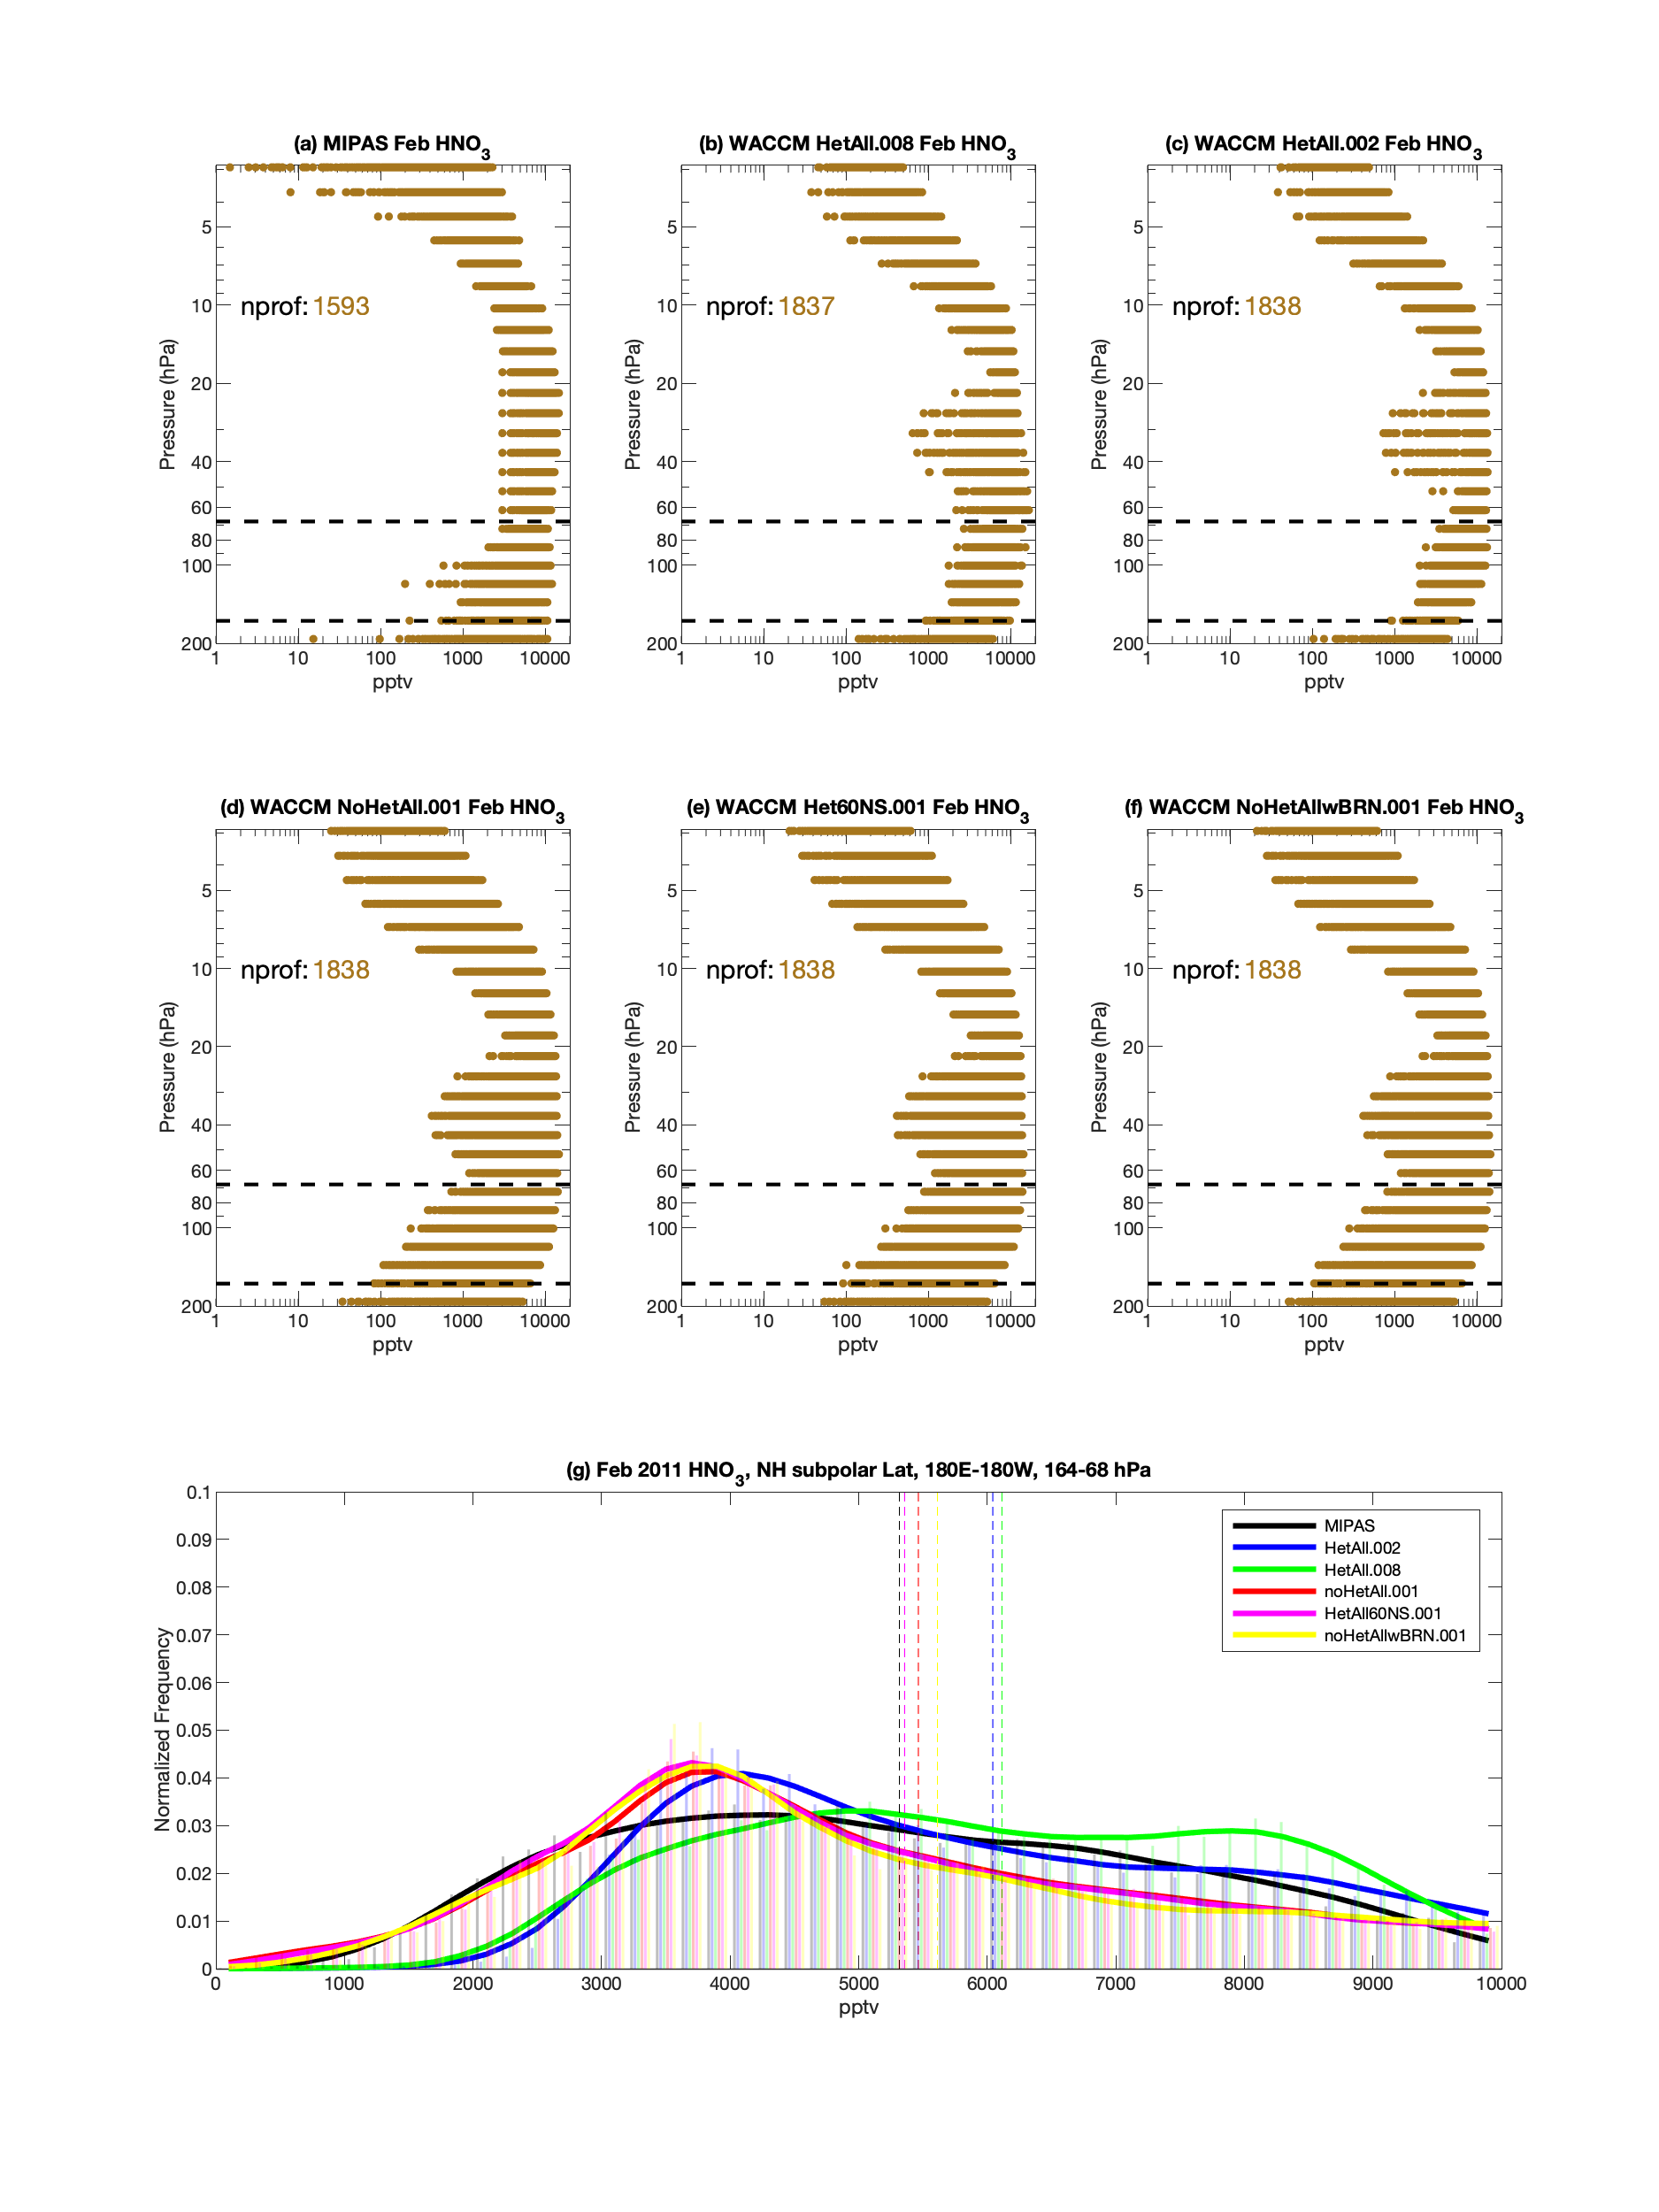 (a) MIPAS Feb HNO3
(b) WACCM HetAll.008 Feb HNO3
(c) WACCM HetAll.002 Feb HNO3
Pressure (hPa)
5
10
20
40
60
80
100
200
nprof: 1593
1 10 100 1000 10000
pptv
Pressure (hPa)
5
10
20
40
60
80
100
200
nprof: 1837
1 10 100 1000 10000
pptv
Pressure (hPa)
5
10
20
40
60
80
100
200
nprof: 1838
1 10 100 1000 10000
pptv
(d) WACCM NoHetAll.001 Feb HNO3
(e) WACCM Het60NS.001 Feb HNO3
(f) WACCM NoHetAllwBRN.001 Feb HNO3
Pressure (hPa)
5
10
20
40
60
80
100
200
nprof: 1838
1 10 100 1000 10000
pptv
Pressure (hPa)
5
10
20
40
60
80
100
200
nprof: 1838
1 10 100 1000 10000
pptv
Pressure (hPa)
5
10
20
40
60
80
100
200
nprof: 1838
1 10 100 1000 10000
pptv
(g) Feb 2011 HNO3, NH subpolar Lat, 180E-180W, 164-68 hPa
Normalized Frequency
0.1
0.09
0.08
0.07
0.06
0.05
0.04
0.03
0.02
0.01
0
MIPAS
HetAll.002
HetAll.008
noHetAll.001
HetAll60NS.001
noHetAllwBRN.001
0 1000 2000 3000 4000 5000 6000 7000 8000 9000 10000
pptv